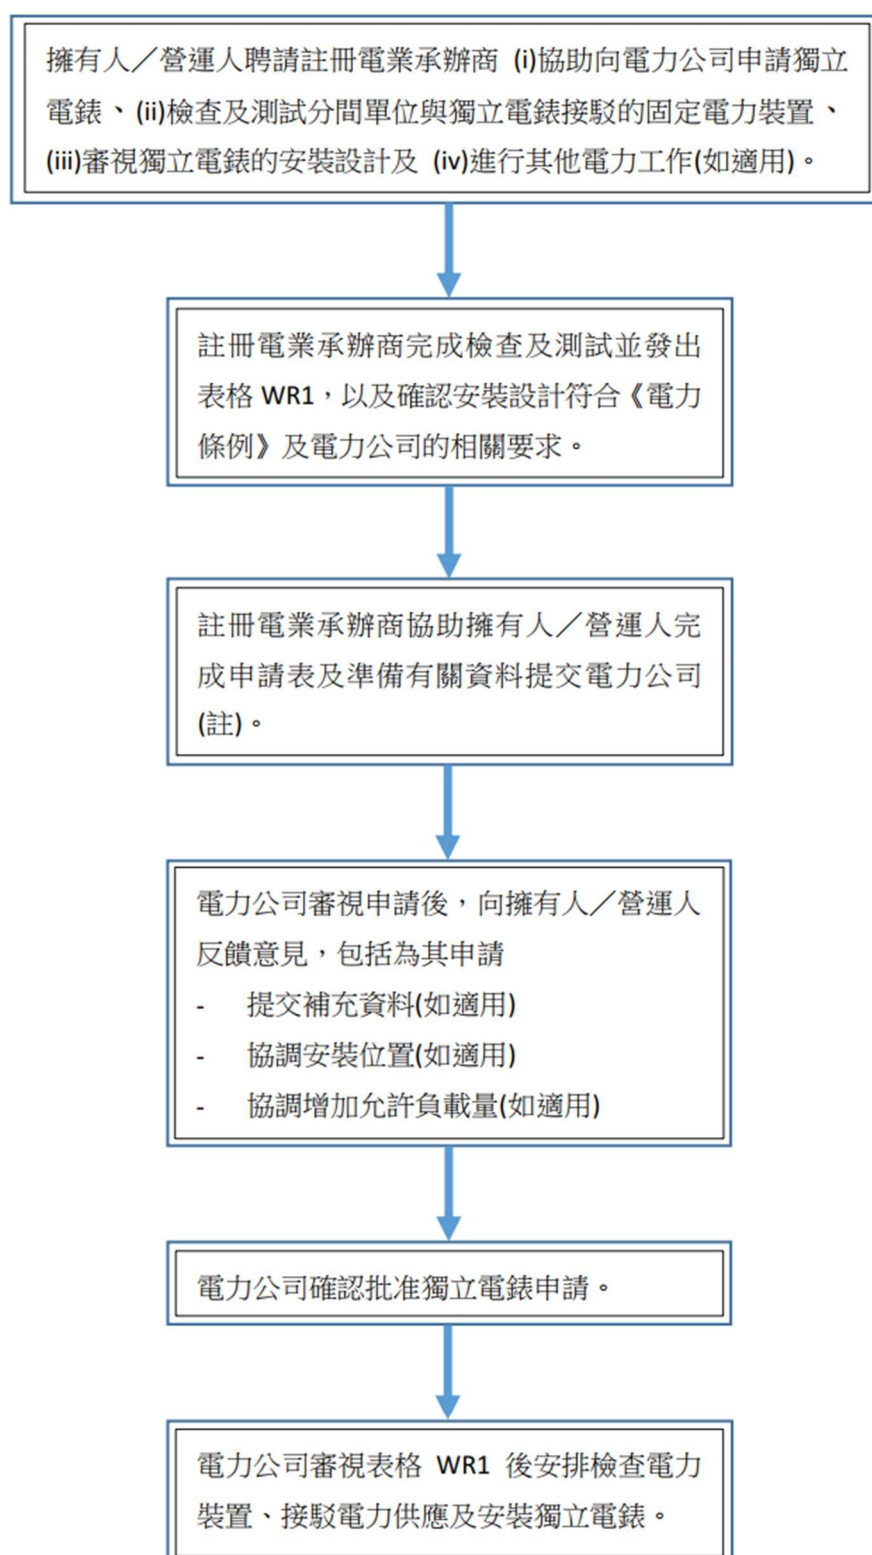 擁有人／營運人聘請註冊電業承辦商 (i)協助向電力公司申請獨立
電錶、(ii)檢查及測試分間單位與獨立電錶接駁的固定電力裝置、
(iii)審視獨立電錶的安裝設計及 (iv)進行其他電力工作(如適用)。
註冊電業承辦商完成檢查及測試並發出
表格 WR1，以及確認安裝設計符合《電力
條例》及電力公司的相關要求。
註冊電業承辦商協助擁有人／營運人完
成申請表及準備有關資料提交電力公司
(註)。
電力公司審視申請後，向擁有人／營運人
反饋意見，包括為其申請
- 提交補充資料(如適用)
- 協調安裝位置(如適用)
- 協調增加允許負載量(如適用)
電力公司確認批准獨立電錶申請。
電力公司審視表格 WR1 後安排檢查電力
裝置、接駁電力供應及安裝獨立電錶。